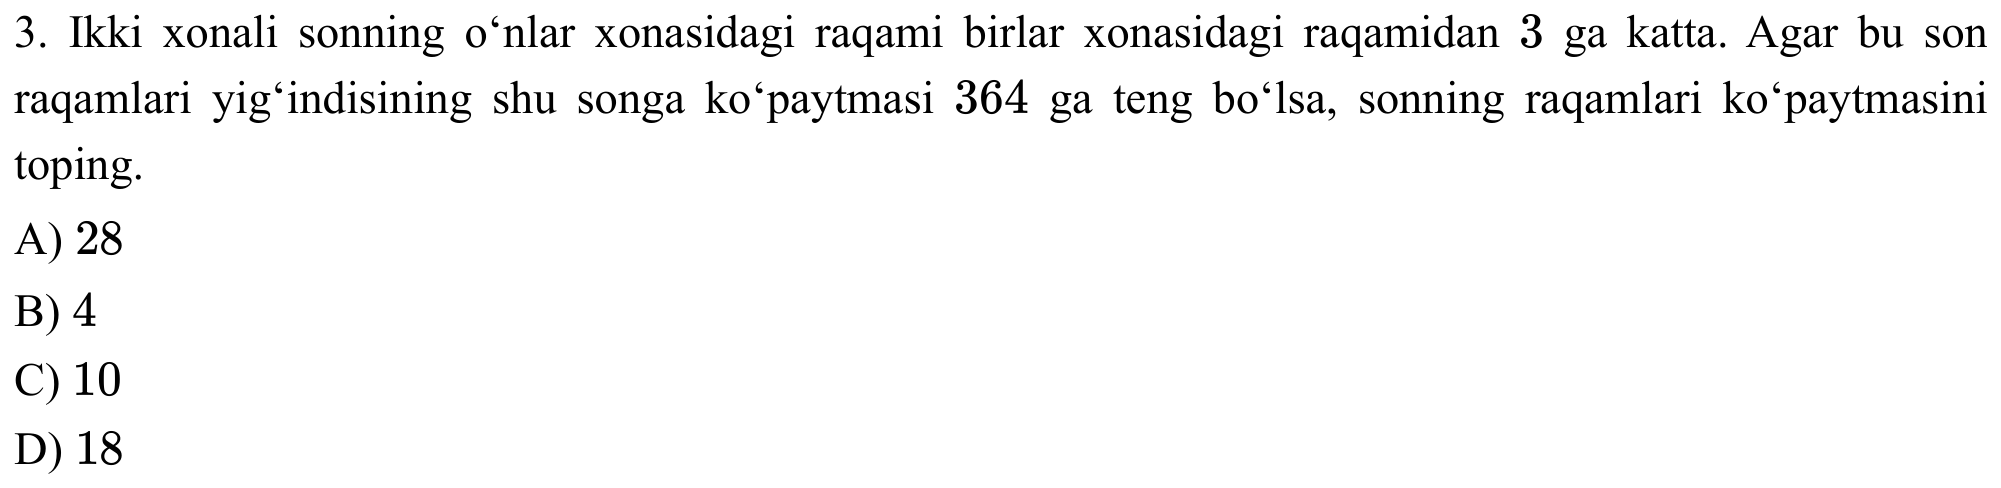 3. Ikki xonali sonning o‘nlar xonasidagi raqami birlar xonasidagi raqamidan 3 ga katta. Agar bu son
raqamlari yig‘indisining shu songa ko‘paytmasi 364 ga teng bo‘lsa, sonning raqamlari ko‘paytmasini
toping.
A) 28
B) 4
C) 10
D) 18